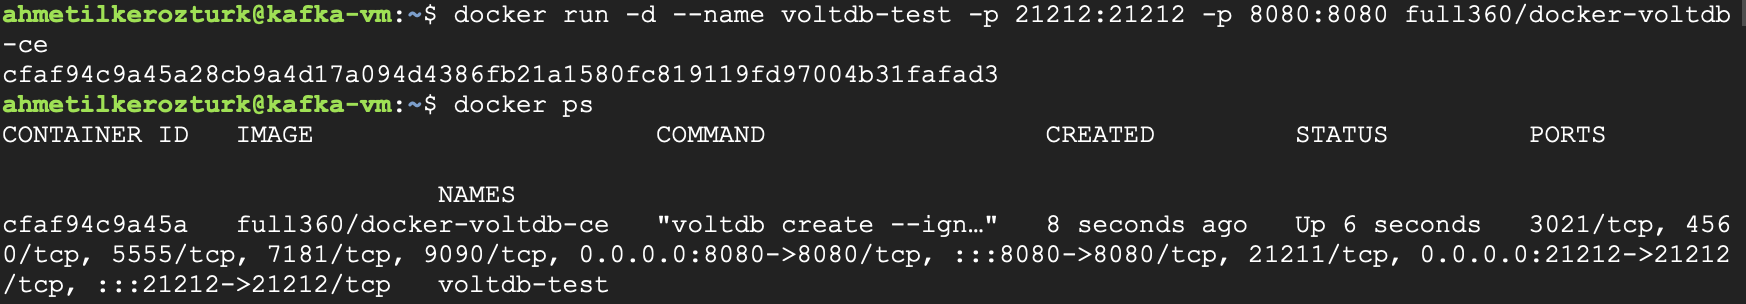 ahmetilkerozturk@kafka-vm:~$ docker run -d --name voltdb-test -p 21212:21212 -p 8080:8080 full360/docker-voltdb
-ce
cfaf94c9a45a28cb9a4d17a094d4386fb21a1580fc819119fd97004b31fafad3
ahmetilkerozturk@kafka-vm:~$ docker ps
CONTAINER ID   IMAGE                      COMMAND                  CREATED         STATUS         PORTS
                            NAMES
cfaf94c9a45a   full360/docker-voltdb-ce   "voltdb create --ign…"   8 seconds ago   Up 6 seconds   3021/tcp, 456
0/tcp, 5555/tcp, 7181/tcp, 9090/tcp, 0.0.0.0:8080->8080/tcp, :::8080->8080/tcp, 21211/tcp, 0.0.0.0:21212->21212
/tcp, :::21212->21212/tcp   voltdb-test